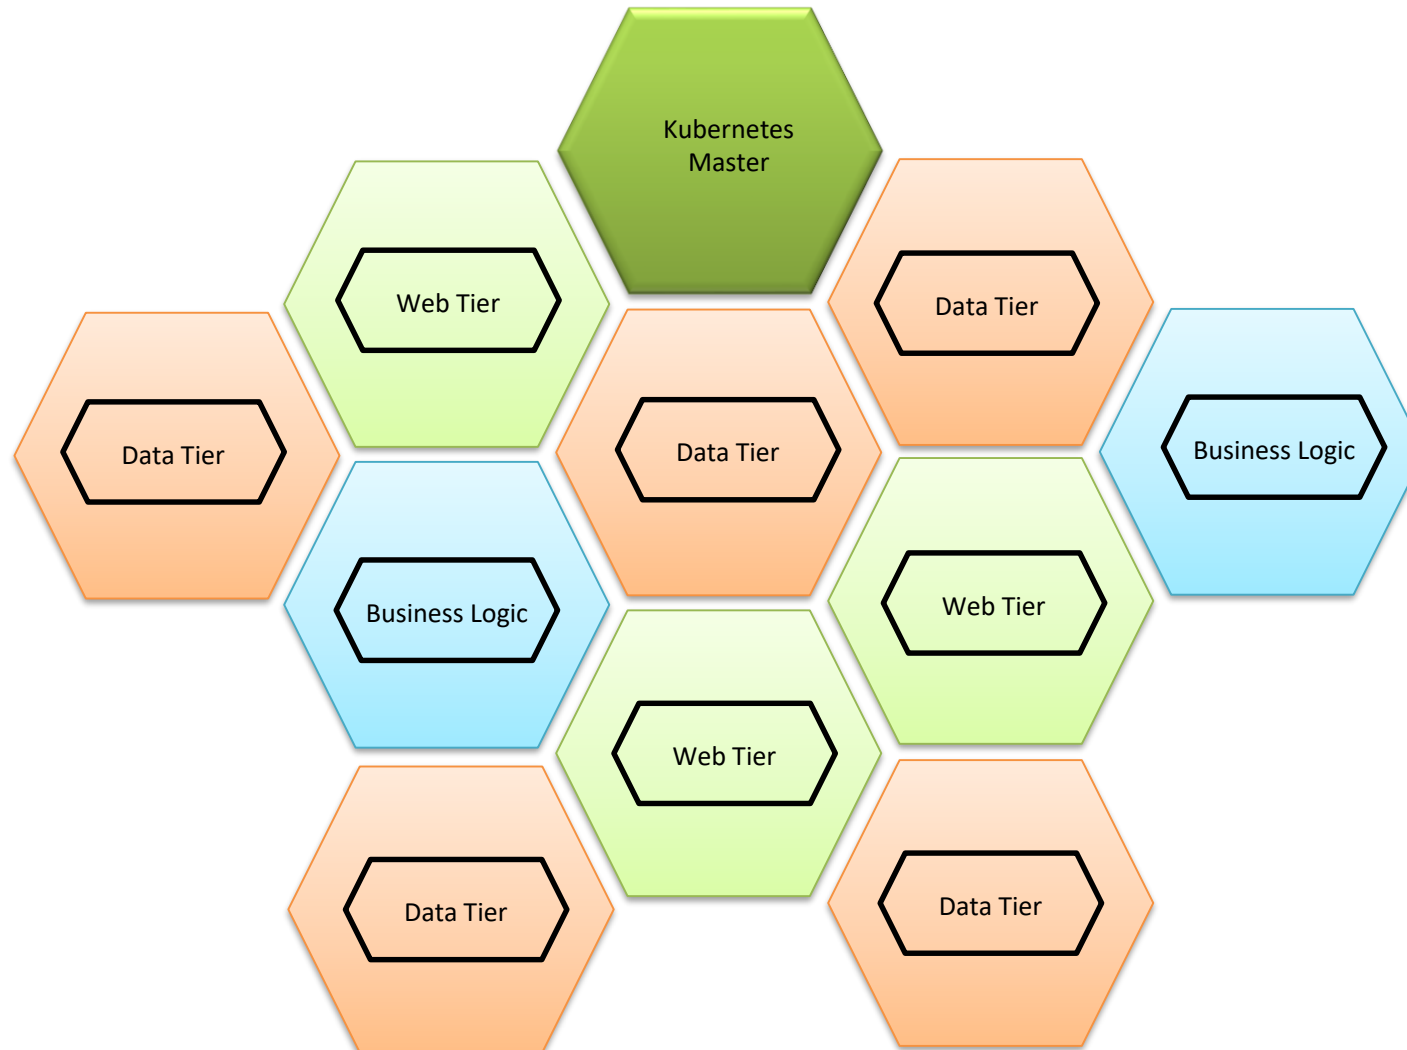 Kubernetes
Master
Web Tier
Data Tier
Data Tier
Data Tier
Business Logic
Business Logic
Web Tier
Web Tier
Data Tier
Data Tier